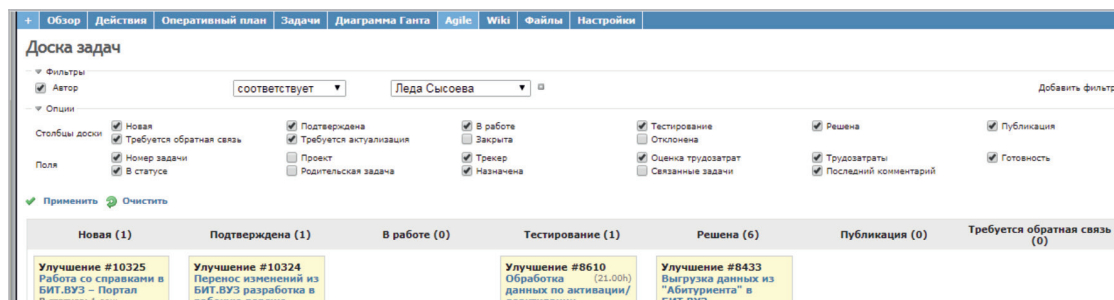 + Обзор Действия Оперативный план Задачи Диаграмма Ганта Agile Wiki Файлы Настройки
Доска задач
Фильтры
Автор соответствует Леда Сысоева Добавить фильтр
Опции
Столбцы доски
Новая Подтверждена В работе Тестирование Решена Публикация
Требуется обратная связь Требуется актуализация Закрыта Отклонена
Поля
Номер задачи Проект Трекер Оценка трудозатрат Трудозатраты Готовность
В статусе Родительская задача Назначена Связанные задачи Последний комментарий
Применить Очистить
Новая (1) Подтверждена (1) В работе (0) Тестирование (1) Решена (6) Публикация (0) Требуется обратная связь
(0)
Улучшение #10325 Улучшение #10324 Улучшение #8610 Улучшение #8433
Работа со справками в Перенос изменений из Обработка (21.00h) Выгрузка данных из
БИТ.ВУЗ – Портал БИТ.ВУЗ разработка в данных по активации/ "Абитуриента" в